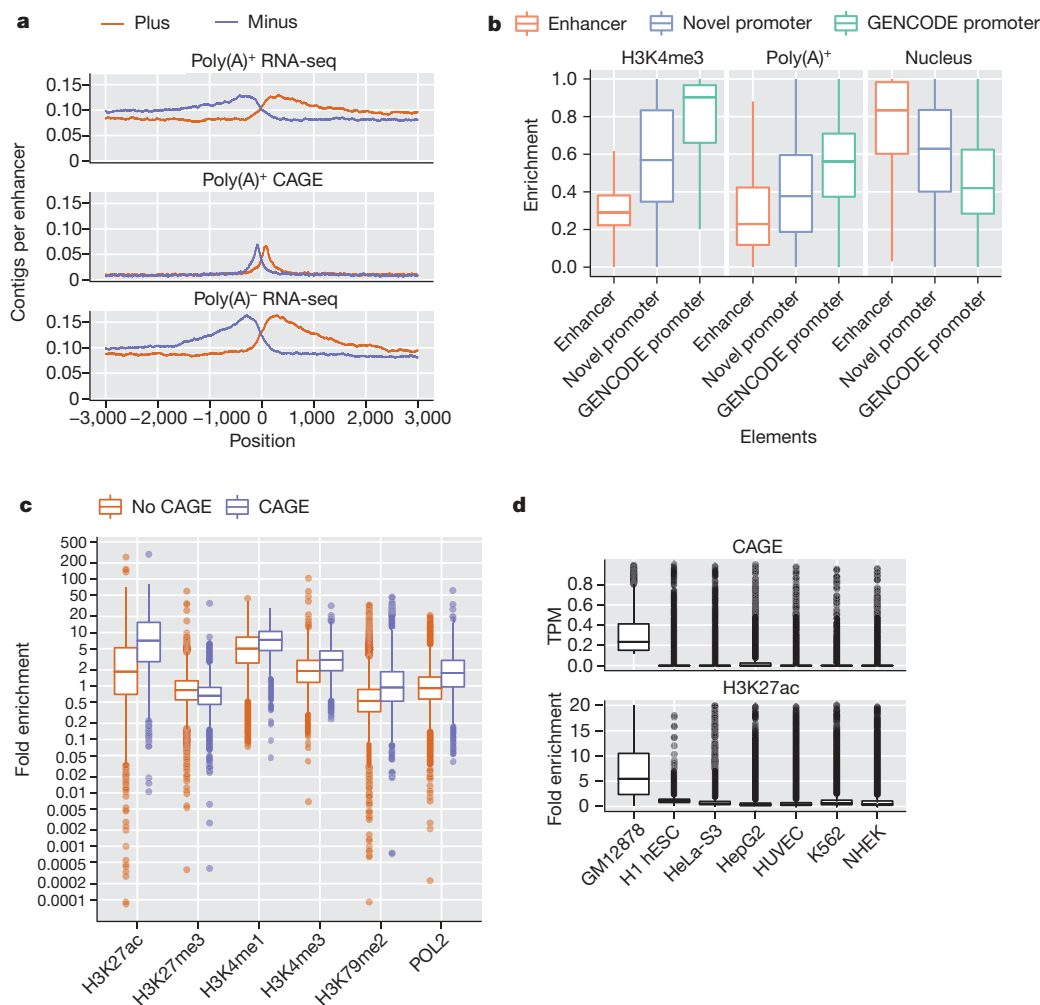 a
Plus Minus
Poly(A)+ RNA-seq
0.15
0.10
0.05
0
Poly(A)+ CAGE
0.15
0.10
0.05
0
Poly(A)− RNA-seq
0.15
0.10
0.05
0
Contigs per enhancer
−3,000 −1,000 0 1,000 3,000
Position
b
Enhancer Novel promoter GENCODE promoter
H3K4me3 Poly(A)+ Nucleus
1.0
0.8
0.6
0.4
0.2
0.0
Enrichment
Enhancer Novel promoter GENCODE promoter Enhancer Novel promoter GENCODE promoter Enhancer Novel promoter GENCODE promoter
Elements
c
No CAGE CAGE
500
200
100
50
20
10
5
2
1
0.5
0.2
0.1
0.05
0.02
0.01
0.005
0.002
0.001
0.0005
0.0002
0.0001
Fold enrichment
H3K27ac H3K27me3 H3K4me1 H3K4me3 H3K79me2 POL2
d
CAGE
0.8
0.6
0.4
0.2
0.0
TPM
H3K27ac
20
15
10
5
0
Fold enrichment
GM12878 H1 hESC HeLa-S3 HepG2 HUVEC K562 NHEK